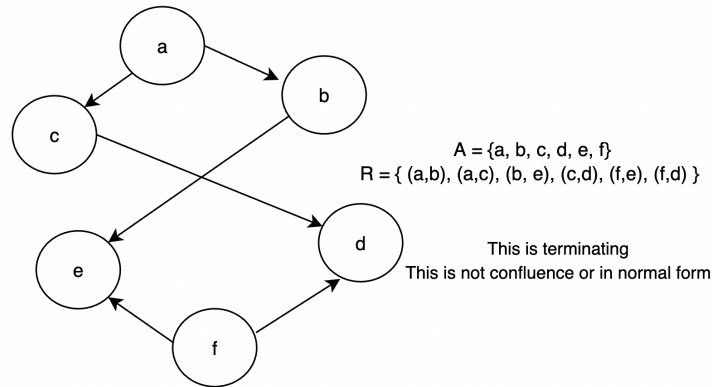 a
b
c
A = {a, b, c, d, e, f}
R = { (a,b), (a,c), (b, e), (c,d), (f,e), (f,d) }
d
e
This is terminating
This is not confluence or in normal form
f